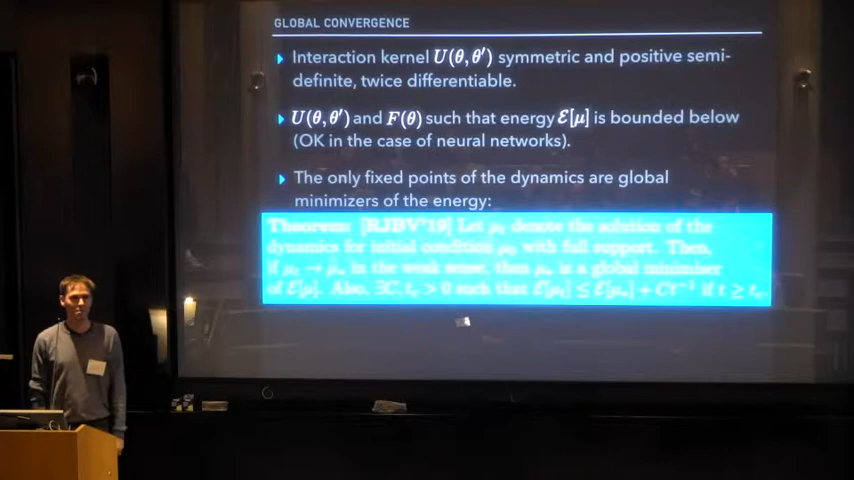 GLOBAL CONVERGENCE
Interaction kernel U(θ,θ′) symmetric and positive semi-
definite, twice differentiable.
U(θ,θ′) and F(θ) such that energy ℰ[μ] is bounded below
(OK in the case of neural networks).
The only fixed points of the dynamics are global
minimizers of the energy:
Theorem: [RJBV'19] Let μₜ denote the solution of the
dynamics for initial condition μ₀ with full support. Then,
if μₜ → μ⁎ in the weak sense, then μ⁎ is a global minimiser
of ℰ[μ]. Also, ∃C, t꜀ > 0 such that ℰ[μₜ] ≤ ℰ[μ⁎] + Ct⁻¹ if t ≥ t꜀.